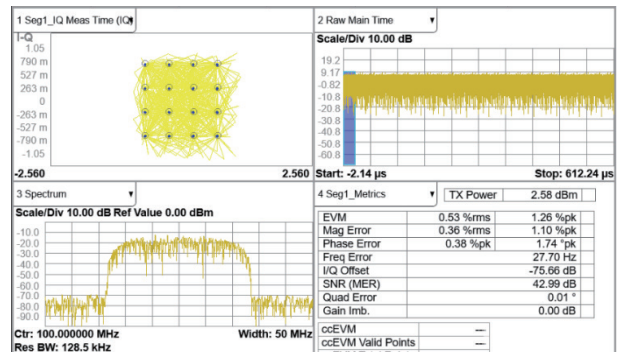 1 Seg1_IQ Meas Time (IQ)
I-Q
1.05
790 m
527 m
263 m
0
-263 m
-527 m
-790 m
-1.05
-2.560 2.560
2 Raw Main Time
Scale/Div 10.00 dB
19.2
9.17
-0.82
-10.8
-20.8
-30.8
-40.8
-50.8
-60.8
Start: -2.14 µs Stop: 612.24 µs
3 Spectrum
Scale/Div 10.00 dB Ref Value 0.00 dBm
-10.0
-20.0
-30.0
-40.0
-50.0
-60.0
-70.0
-80.0
-90.0
Ctr: 100.000000 MHz Width: 50 MHz
Res BW: 128.5 kHz
4 Seg1_Metrics TX Power 2.58 dBm
EVM 0.53 %rms 1.26 %pk
Mag Error 0.36 %rms 1.10 %pk
Phase Error 0.38 %pk 1.74 °pk
Freq Error 27.70 Hz
I/Q Offset -75.66 dB
SNR (MER) 42.99 dB
Quad Error 0.01 °
Gain Imb. 0.00 dB
ccEVM ---
ccEVM Valid Points ---